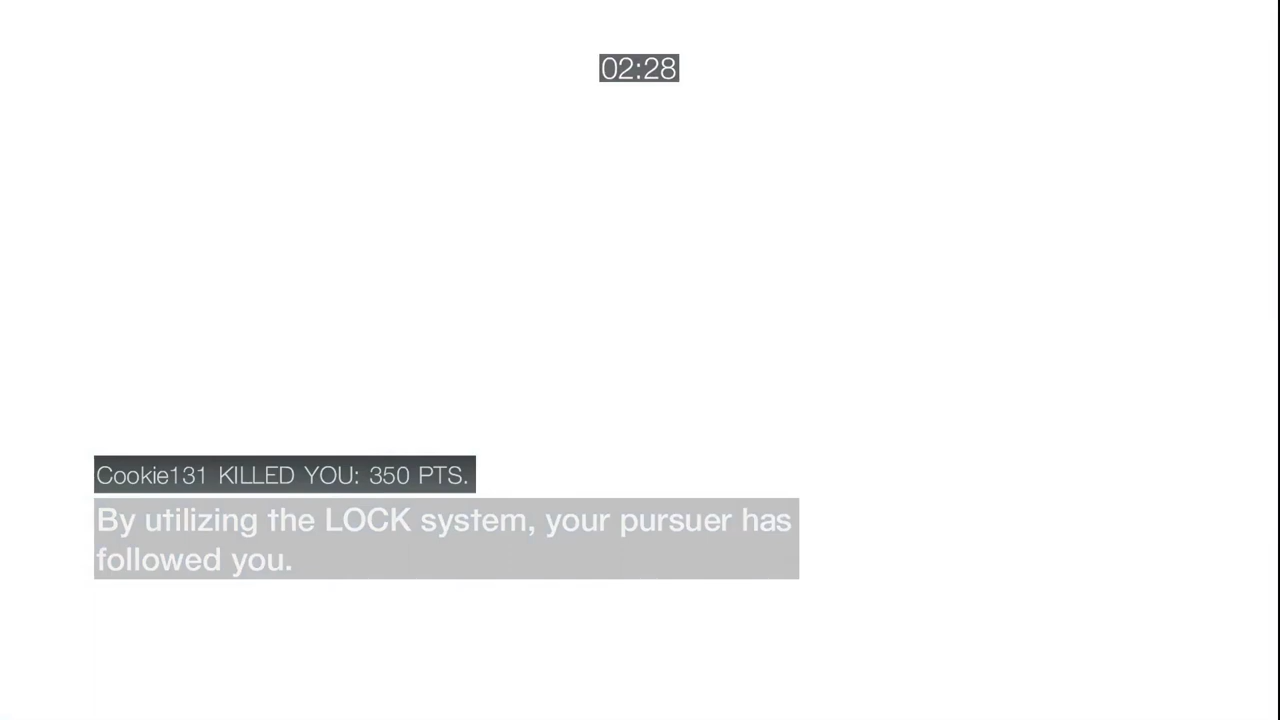 02:28
Cookie131 KILLED YOU: 350 PTS.
By utilizing the LOCK system, your pursuer has
followed you.